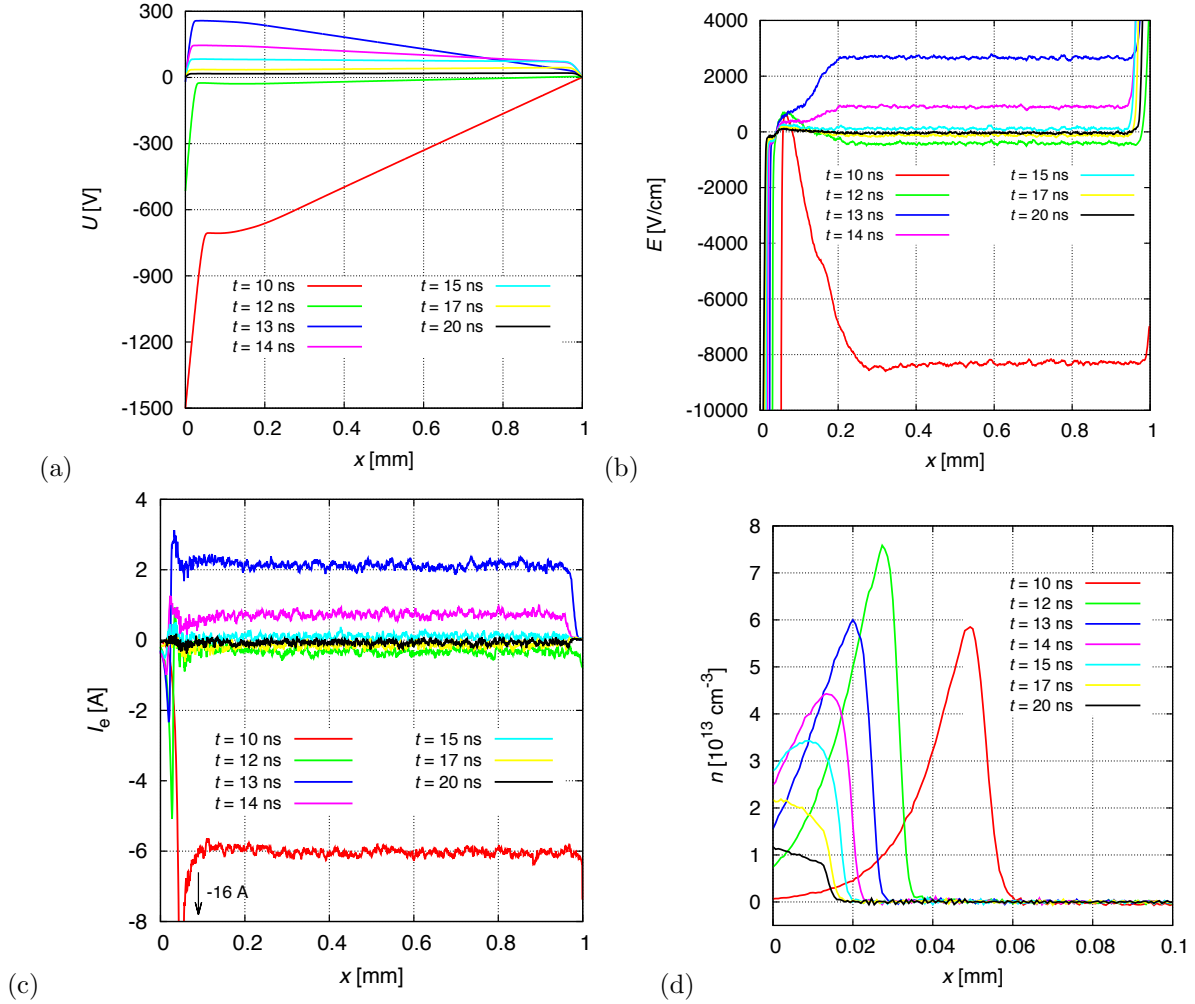 300
0
-300
-600
-900
-1200
-1500
U [V]
t = 10 ns
t = 12 ns
t = 13 ns
t = 14 ns
t = 15 ns
t = 17 ns
t = 20 ns
0 0.2 0.4 0.6 0.8 1
x [mm]
(a)
4000
2000
0
-2000
-4000
-6000
-8000
-10000
E [V/cm]
t = 10 ns
t = 12 ns
t = 13 ns
t = 14 ns
t = 15 ns
t = 17 ns
t = 20 ns
0 0.2 0.4 0.6 0.8 1
x [mm]
(b)
4
2
0
-2
-4
-6
-8
I_e [A]
t = 10 ns
t = 12 ns
t = 13 ns
t = 14 ns
t = 15 ns
t = 17 ns
t = 20 ns
-16 A
0 0.2 0.4 0.6 0.8 1
x [mm]
(c)
8
7
6
5
4
3
2
1
0
n [10^13 cm^-3]
t = 10 ns
t = 12 ns
t = 13 ns
t = 14 ns
t = 15 ns
t = 17 ns
t = 20 ns
0 0.02 0.04 0.06 0.08 0.1
x [mm]
(d)